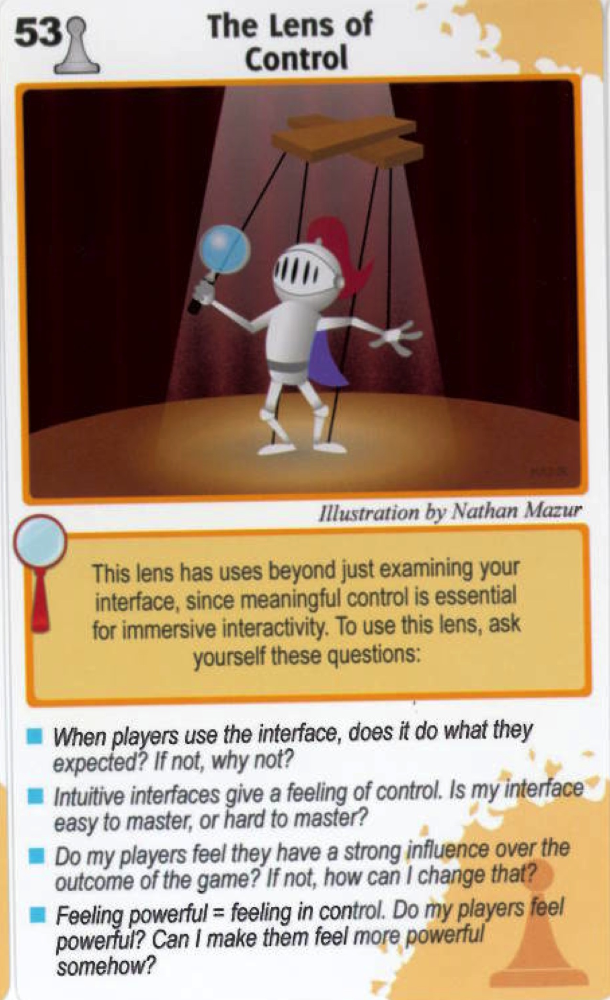 53
The Lens of
Control
Illustration by Nathan Mazur
This lens has uses beyond just examining your
interface, since meaningful control is essential
for immersive interactivity. To use this lens, ask
yourself these questions:
When players use the interface, does it do what they
expected? If not, why not?
Intuitive interfaces give a feeling of control. Is my interface
easy to master, or hard to master?
Do my players feel they have a strong influence over the
outcome of the game? If not, how can I change that?
Feeling powerful = feeling in control. Do my players feel
powerful? Can I make them feel more powerful
somehow?